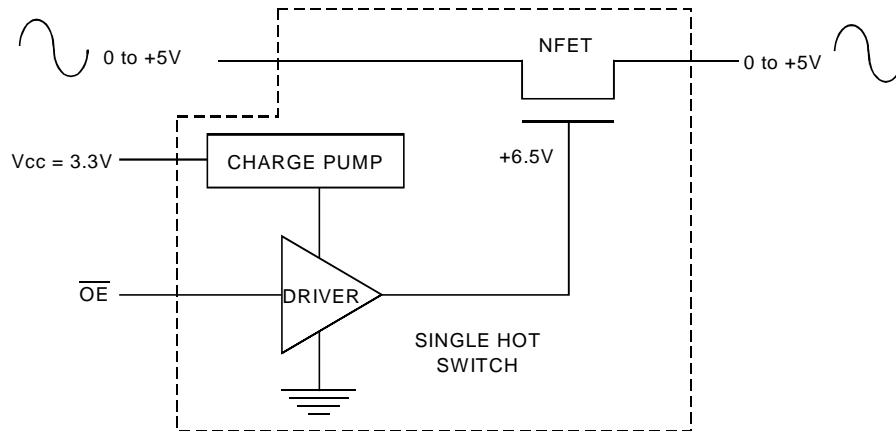 NFET
0 to +5V
0 to +5V
Vcc = 3.3V
CHARGE PUMP
+6.5V
OE
DRIVER
SINGLE HOT
SWITCH